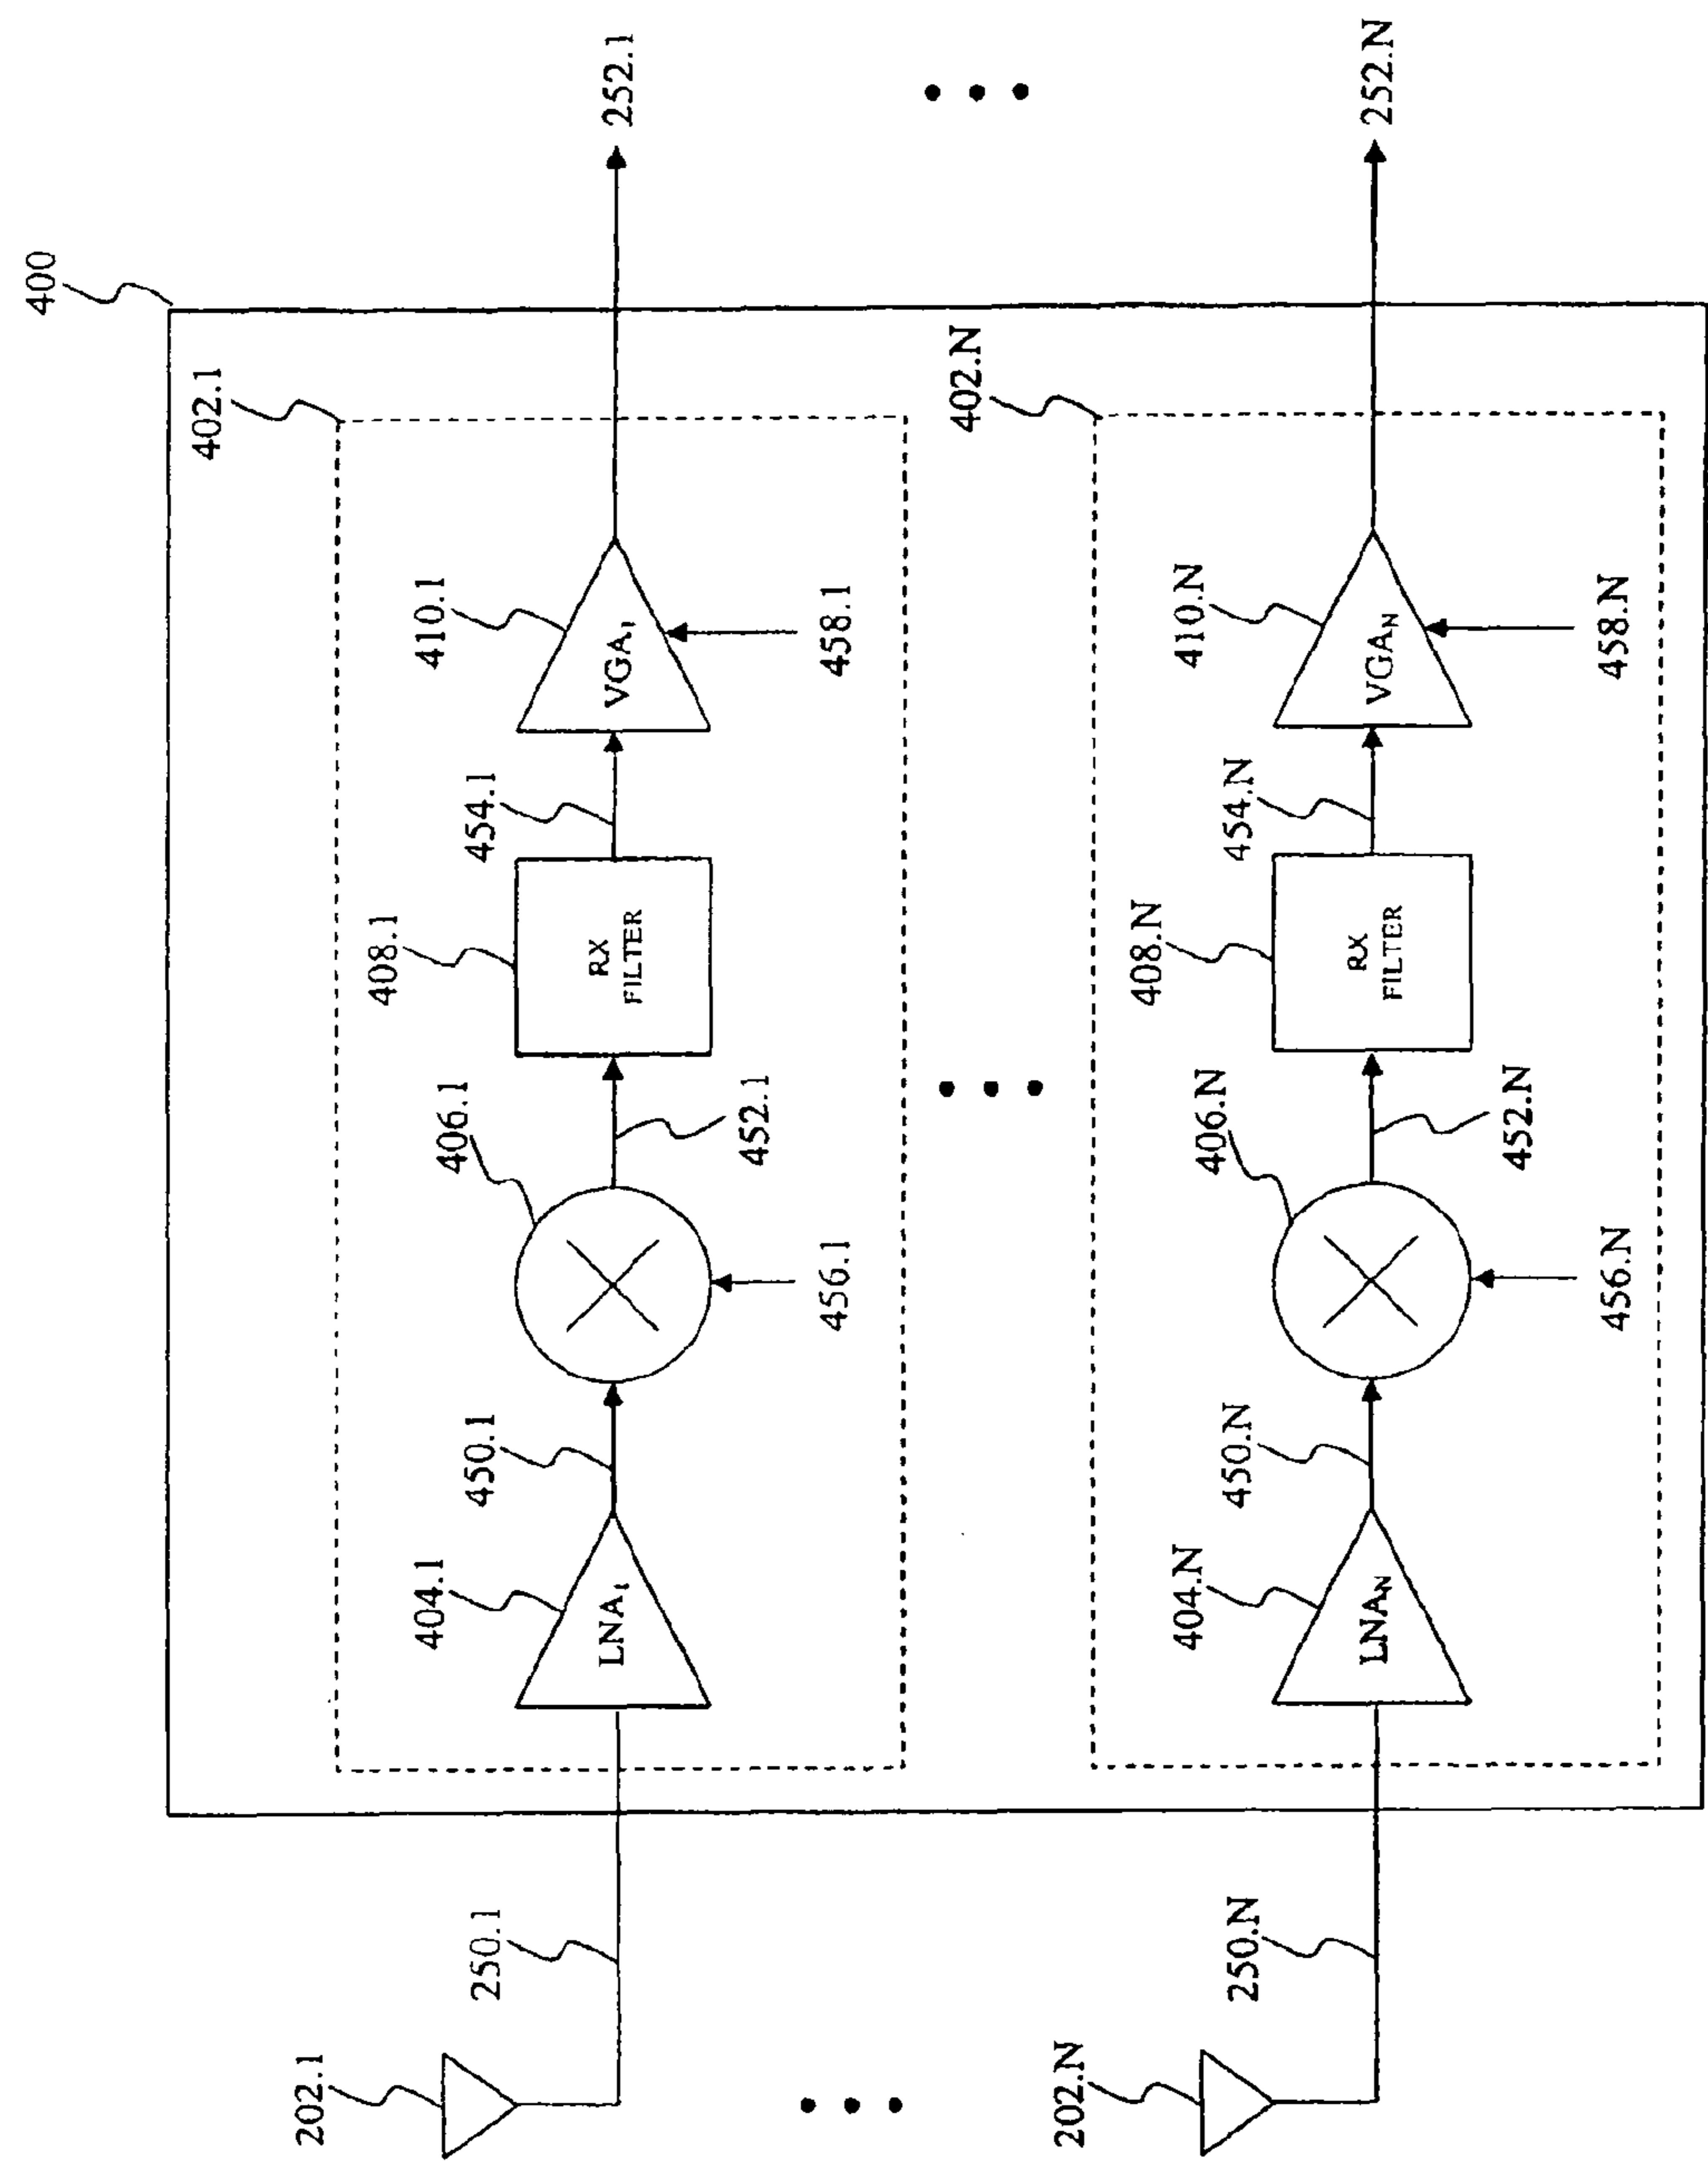 400
402.1
202.1
250.1
404.1
LNA1
450.1
406.1
456.1
452.1
408.1
RX
FILTER
454.1
410.1
VGA1
458.1
252.1
402.N
202.N
250.N
404.N
LNAN
450.N
406.N
456.N
452.N
408.N
RX
FILTER
454.N
410.N
VGAN
458.N
252.N